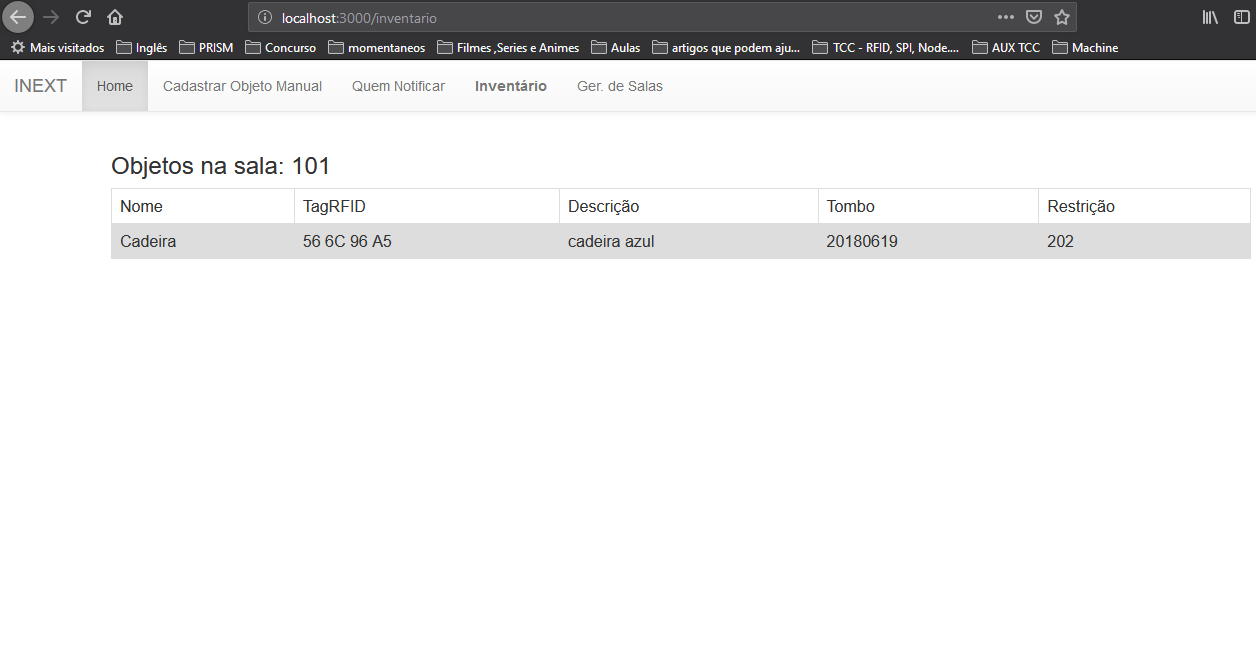 localhost:3000/inventario
Mais visitados Inglês PRISM Concurso momentaneos Filmes ,Series e Animes Aulas artigos que podem aju... TCC - RFID, SPI, Node.... AUX TCC Machine
INEXT Home Cadastrar Objeto Manual Quem Notificar Inventário Ger. de Salas
Objetos na sala: 101
Nome TagRFID Descrição Tombo Restrição
Cadeira 56 6C 96 A5 cadeira azul 20180619 202